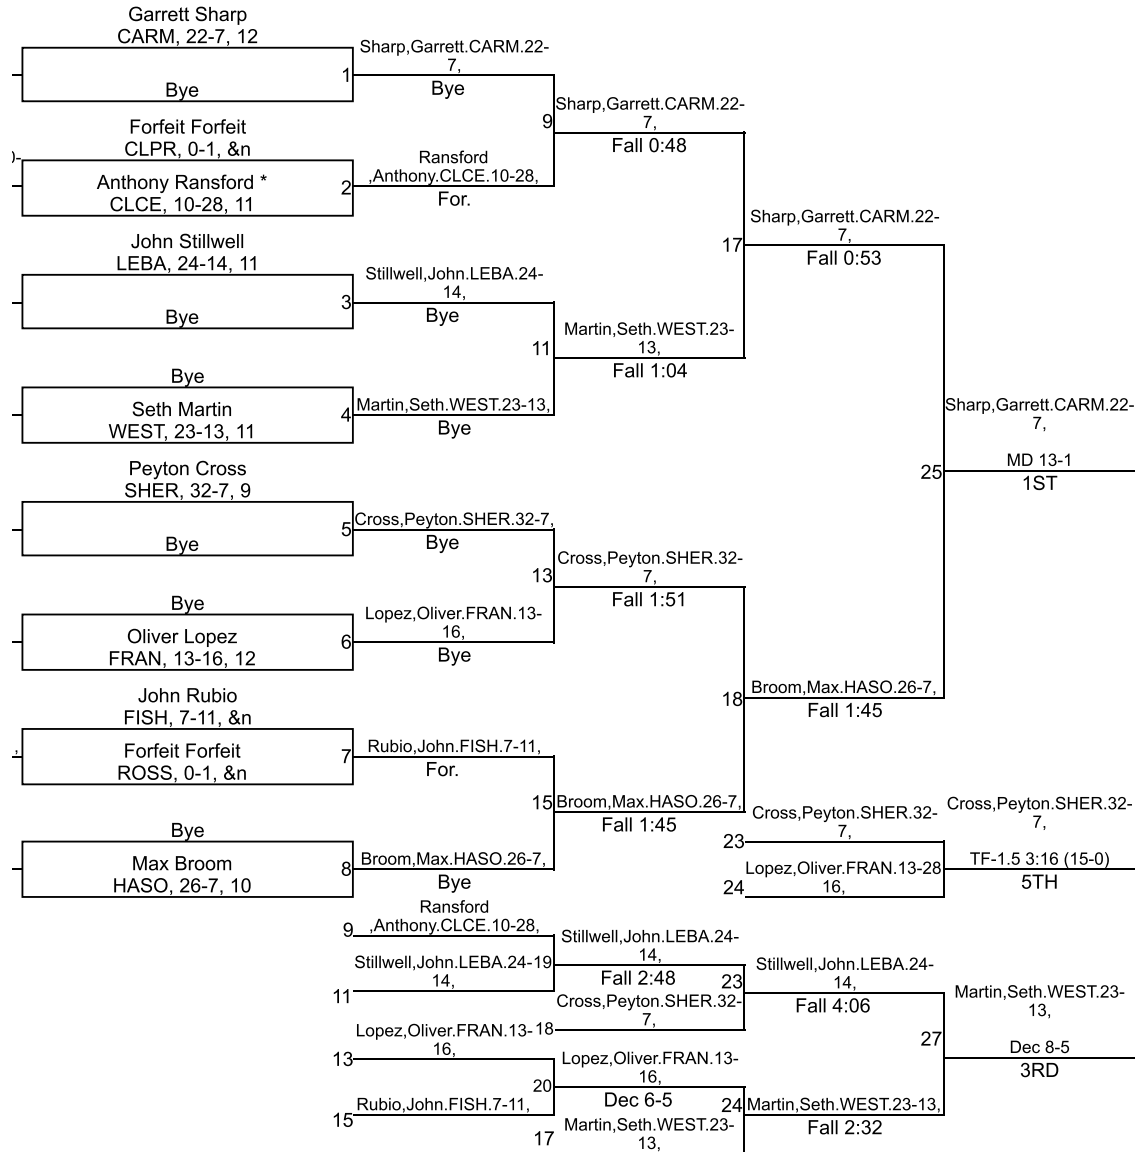 Garrett Sharp
CARM, 22-7, 12
Bye
1
Sharp,Garrett.CARM.22-
7,
Bye
Forfeit Forfeit
CLPR, 0-1, &n
Anthony Ransford *
CLCE, 10-28, 11
2
Ransford
,Anthony.CLCE.10-28,
For.
9
Sharp,Garrett.CARM.22-
7,
Fall 0:48
John Stillwell
LEBA, 24-14, 11
Bye
3
Stillwell,John.LEBA.24-
14,
Bye
Bye
Seth Martin
WEST, 23-13, 11
4
Martin,Seth.WEST.23-13,
Bye
11
Martin,Seth.WEST.23-
13,
Fall 1:04
17
Sharp,Garrett.CARM.22-
7,
Fall 0:53
Peyton Cross
SHER, 32-7, 9
Bye
5
Cross,Peyton.SHER.32-7,
Bye
Bye
Oliver Lopez
FRAN, 13-16, 12
6
Lopez,Oliver.FRAN.13-
16,
Bye
13
Cross,Peyton.SHER.32-
7,
Fall 1:51
John Rubio
FISH, 7-11, &n
Forfeit Forfeit
ROSS, 0-1, &n
7
Rubio,John.FISH.7-11,
For.
Bye
Max Broom
HASO, 26-7, 10
8
Broom,Max.HASO.26-7,
Bye
15
Broom,Max.HASO.26-7,
Fall 1:45
18
Broom,Max.HASO.26-7,
Fall 1:45
25
Sharp,Garrett.CARM.22-
7,
MD 13-1
1ST
23
Cross,Peyton.SHER.32-
7,
24
Lopez,Oliver.FRAN.13-28
16,
Cross,Peyton.SHER.32-
7,
TF-1.5 3:16 (15-0)
5TH
9
Ransford
,Anthony.CLCE.10-28,
11
Stillwell,John.LEBA.24-19
14,
Stillwell,John.LEBA.24-
14,
Fall 2:48
18
Cross,Peyton.SHER.32-
7,
23
Stillwell,John.LEBA.24-
14,
Fall 4:06
13
Lopez,Oliver.FRAN.13-
16,
15
Rubio,John.FISH.7-11,
20
Lopez,Oliver.FRAN.13-
16,
Dec 6-5
17
Martin,Seth.WEST.23-
13,
24
Martin,Seth.WEST.23-13,
Fall 2:32
27
Martin,Seth.WEST.23-
13,
Dec 8-5
3RD